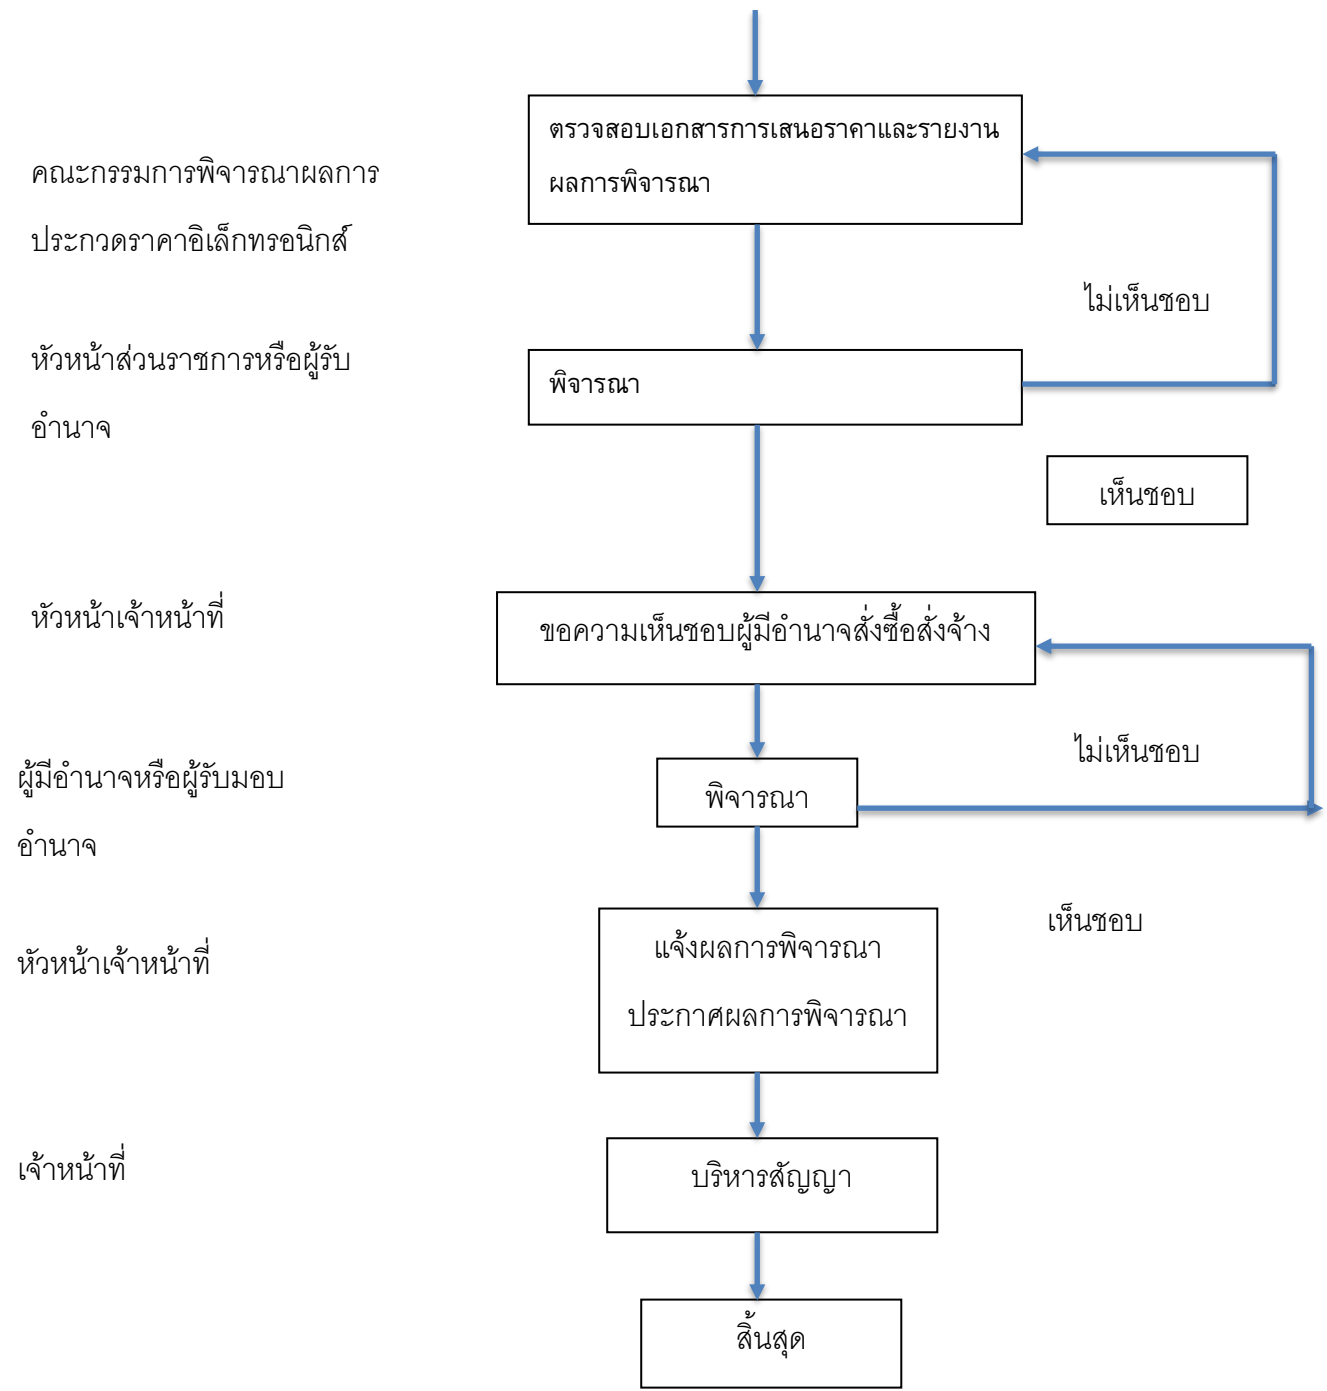 ตรวจสอบเอกสารการเสนอราคาและรายงาน
ผลการพิจารณา
คณะกรรมการพิจารณาผลการ
ประกวดราคาอิเล็กทรอนิกส์
ไม่เห็นชอบ
หัวหน้าส่วนราชการหรือผู้รับ
อำนาจ
พิจารณา
เห็นชอบ
หัวหน้าเจ้าหน้าที่
ขอความเห็นชอบผู้มีอำนาจสั่งซื้อสั่งจ้าง
ไม่เห็นชอบ
ผู้มีอำนาจหรือผู้รับมอบ
อำนาจ
พิจารณา
เห็นชอบ
หัวหน้าเจ้าหน้าที่
แจ้งผลการพิจารณา
ประกาศผลการพิจารณา
เจ้าหน้าที่
บริหารสัญญา
สิ้นสุด